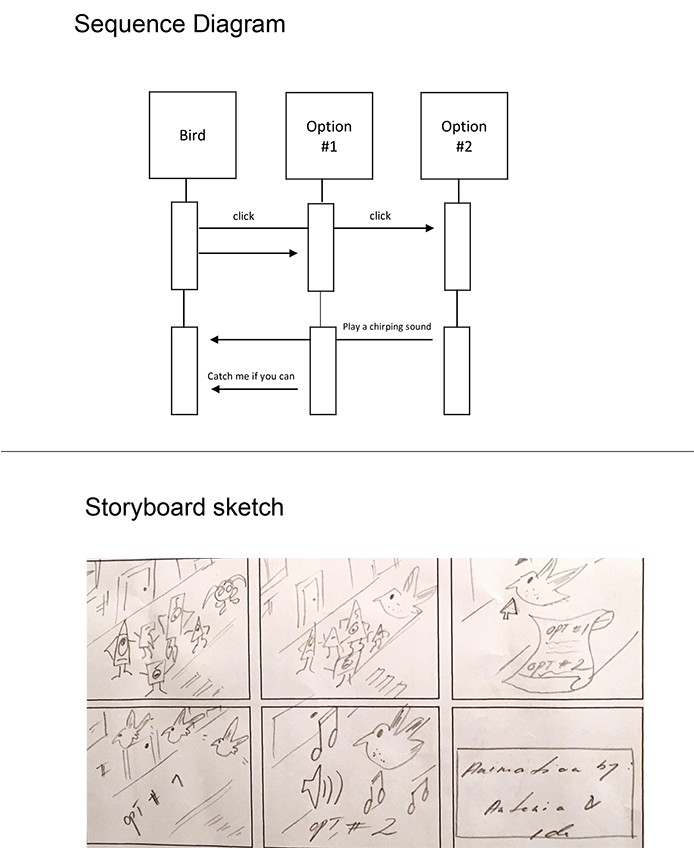 Sequence Diagram
Bird
Option
#1
Option
#2
click
click
Play a chirping sound
Catch me if you can
Storyboard sketch
OPT #1
OPT #2
OPT # 1
OPT. # 2
Animation by:
&